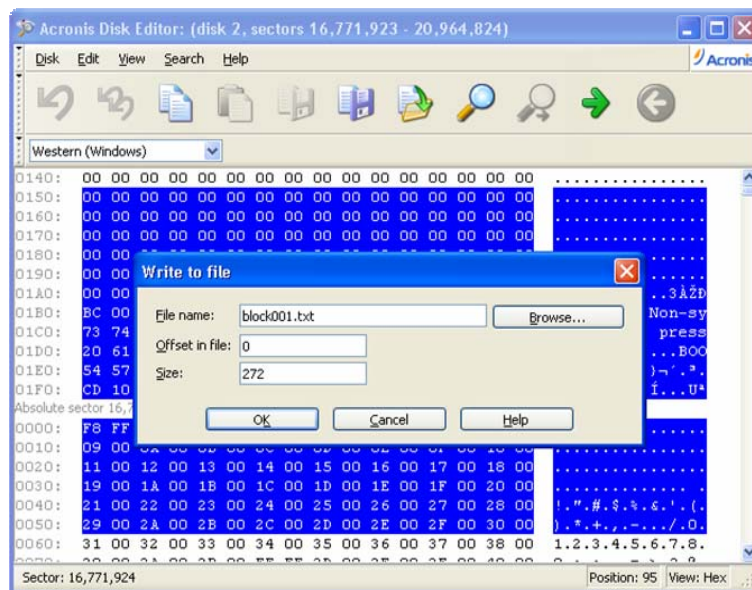 Acronis Disk Editor: (disk 2, sectors 16,771,923 - 20,964,824)
Disk Edit View Search Help
Acronis
Western (Windows)
0140: 00 00 00 00 00 00 00 00 00 00 00 00 00 00 00 00 ................
0150: 00 00 00 00 00 00 00 00 00 00 00 00 00 00 00 00 ................
0160: 00 00 00 00 00 00 00 00 00 00 00 00 00 00 00 00 ................
0170: 00 00 00 00 00 00 00 00 00 00 00 00 00 00 00 00 ................
0180: 00 00
0190: 00 00
01A0: 00 00 ..3ÀŽÐ
01B0: BC 00 Non-sy
01C0: 73 74 press
01D0: 20 61 ...BOO
01E0: 54 57 }¬´.ª.
01F0: CD 10 Í...Uª
Write to file
File name: block001.txt Browse...
Offset in file: 0
Size: 272
OK Cancel Help
Absolute sector 16,7
0000: F8 FF
0010: 09 00
0020: 11 00 12 00 13 00 14 00 15 00 16 00 17 00 18 00 ................
0030: 19 00 1A 00 1B 00 1C 00 1D 00 1E 00 1F 00 20 00 ................
0040: 21 00 22 00 23 00 24 00 25 00 26 00 27 00 28 00 !.".#.$.%.&.'.(.
0050: 29 00 2A 00 2B 00 2C 00 2D 00 2E 00 2F 00 30 00 ).*.+.,.-.../.0.
0060: 31 00 32 00 33 00 34 00 35 00 36 00 37 00 38 00 1.2.3.4.5.6.7.8.
Sector: 16,771,924 Position: 95 View: Hex